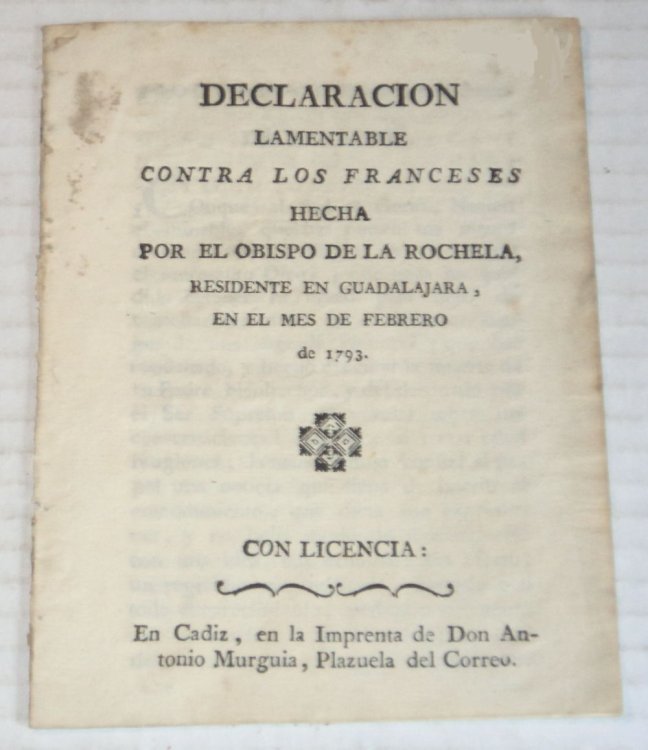 DECLARACION
LAMENTABLE
CONTRA LOS FRANCESES
HECHA
POR EL OBISPO DE LA ROCHELA,
RESIDENTE EN GUADALAJARA,
EN EL MES DE FEBRERO
de 1793.
CON LICENCIA:
En Cadiz, en la Imprenta de Don An-
tonio Murguia, Plazuela del Correo.